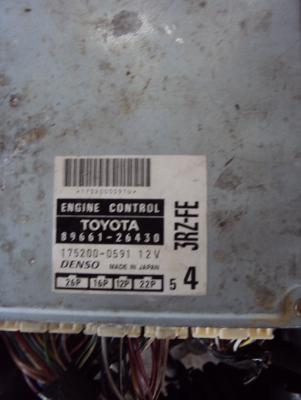 *1752000591G*
ENGINE CONTROL
TOYOTA
89661-26430
3RZ-FE
175200-0591 12V
DENSO MADE IN JAPAN
26P 16P 12P 22P 5 4